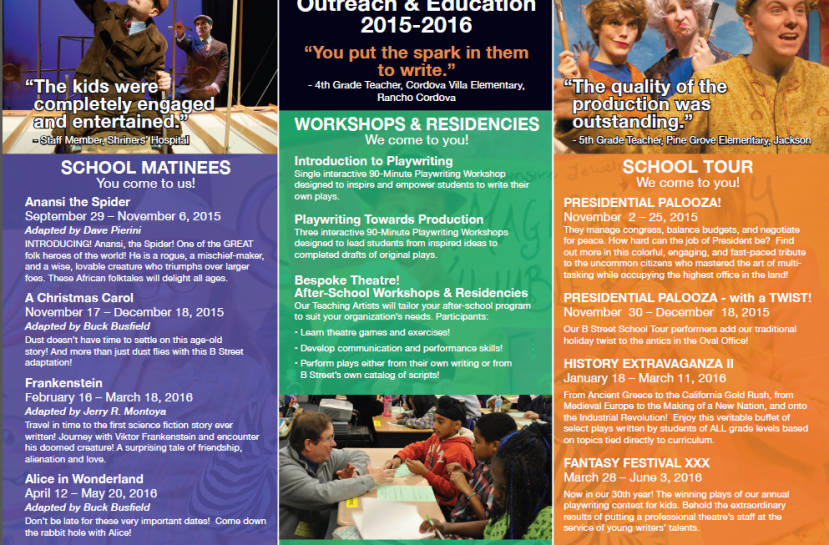 “The kids were
completely engaged
and entertained.”
- Staff Member, Shriners' Hospital
SCHOOL MATINEES
You come to us!
Anansi the Spider
September 29 – November 6, 2015
Adapted by Dave Pierini
INTRODUCING! Anansi, the Spider! One of the GREAT
folk heroes of the world! He is a rogue, a mischief-maker,
and a wise, lovable creature who triumphs over larger
foes. These African folktales will delight all ages.
A Christmas Carol
November 17 – December 18, 2015
Adapted by Buck Busfield
Dust doesn't have time to settle on this age-old
story! And more than just dust flies with this B Street
adaptation!
Frankenstein
February 16 – March 18, 2016
Adapted by Jerry R. Montoya
Travel in time to the first science fiction story ever
written! Journey with Viktor Frankenstein and encounter
his doomed creature! A surprising tale of friendship,
alienation and love.
Alice in Wonderland
April 12 – May 20, 2016
Adapted by Buck Busfield
Don't be late for these very important dates! Come down
the rabbit hole with Alice!
Outreach & Education
2015-2016
“You put the spark in them
to write.”
- 4th Grade Teacher, Cordova Villa Elementary,
Rancho Cordova
WORKSHOPS & RESIDENCIES
We come to you!
Introduction to Playwriting
Single interactive 90-Minute Playwriting Workshop
designed to inspire and empower students to write their
own plays.
Playwriting Towards Production
Three interactive 90-Minute Playwriting Workshops
designed to lead students from inspired ideas to
completed drafts of original plays.
Bespoke Theatre!
After-School Workshops & Residencies
Our Teaching Artists will tailor your after-school program
to suit your organization's needs. Participants:
• Learn theatre games and exercises!
• Develop communication and performance skills!
• Perform plays either from their own writing or from
B Street's own catalog of scripts!
“The quality of the
production was
outstanding.”
- 5th Grade Teacher, Pine Grove Elementary, Jackson
SCHOOL TOUR
We come to you!
PRESIDENTIAL PALOOZA!
November 2 – 25, 2015
They manage congress, balance budgets, and negotiate
for peace. How hard can the job of President be? Find
out more in this colorful, engaging, and fast-paced tribute
to the uncommon citizens who mastered the art of multi-
tasking while occupying the highest office in the land!
PRESIDENTIAL PALOOZA - with a TWIST!
November 30 – December 18, 2015
Our B Street School Tour performers add our traditional
holiday twist to the antics in the Oval Office!
HISTORY EXTRAVAGANZA II
January 18 – March 11, 2016
From Ancient Greece to the California Gold Rush, from
Medieval Europe to the Making of a New Nation, and onto
the Industrial Revolution! Enjoy this veritable buffet of
select plays written by students of ALL grade levels based
on topics tied directly to curriculum.
FANTASY FESTIVAL XXX
March 28 – June 3, 2016
Now in our 30th year! The winning plays of our annual
playwriting contest for kids. Behold the extraordinary
results of putting a professional theatre's staff at the
service of young writers' talents.